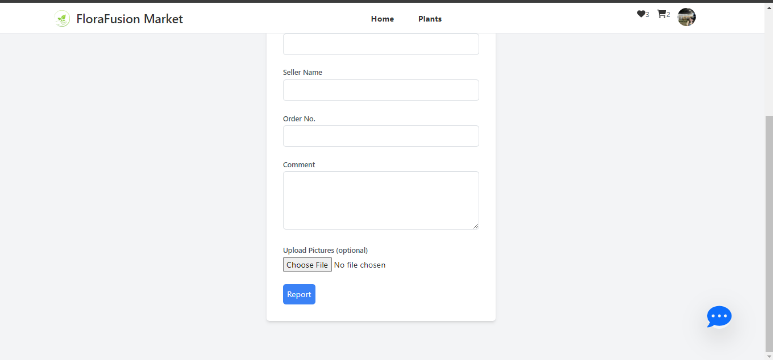 FloraFusion Market
Home Plants
3 2
Seller Name
Order No.
Comment
Upload Pictures (optional)
Choose File No file chosen
Report